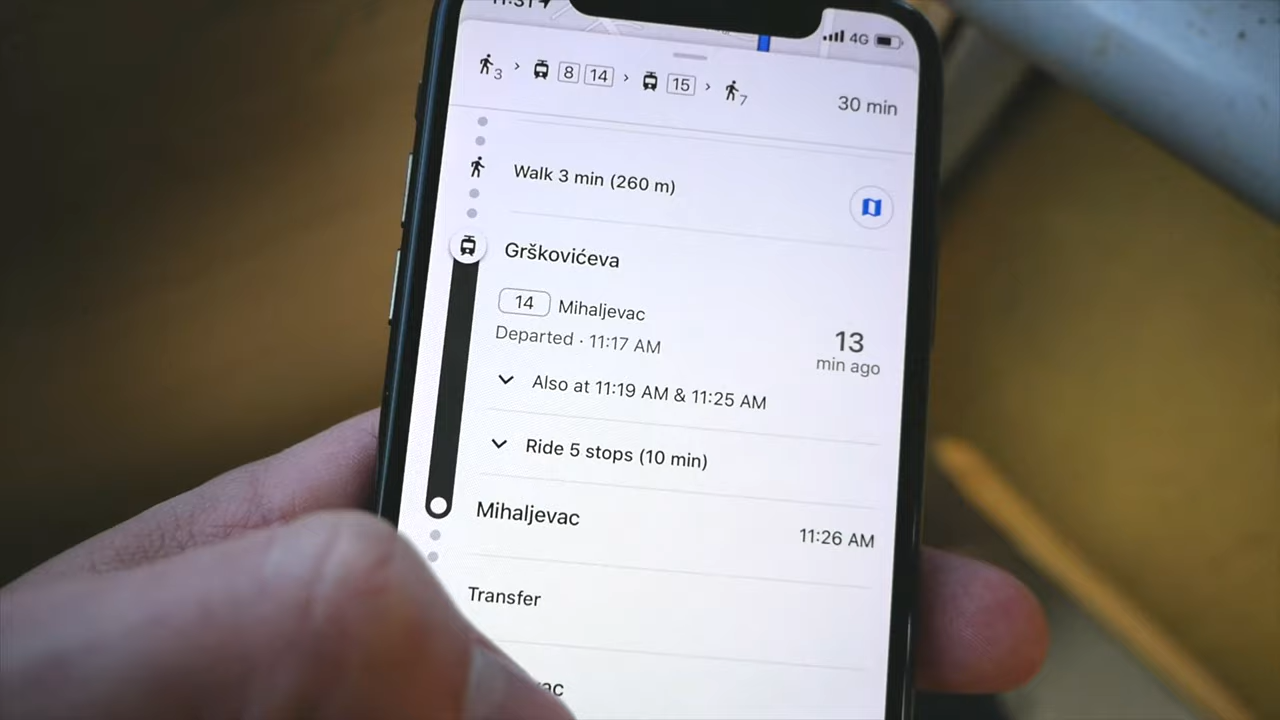 11:31
4G
3 8 14 15 7 30 min
Walk 3 min (260 m)
Grškovićeva
14 Mihaljevac
Departed · 11:17 AM
13
min ago
Also at 11:19 AM & 11:25 AM
Ride 5 stops (10 min)
Mihaljevac 11:26 AM
Transfer